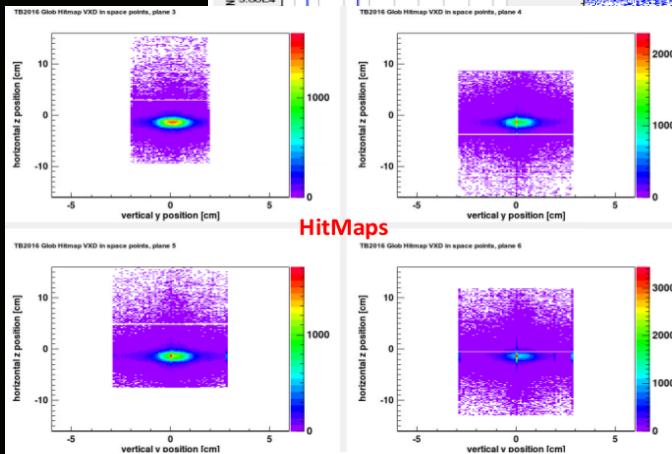 TB2016 Glob Hitmap VXD in space points, plane 3
horizontal z position [cm]
10
0
-10
-5
0
5
vertical y position [cm]
1000
0
TB2016 Glob Hitmap VXD in space points, plane 4
horizontal z position [cm]
10
0
-10
-5
0
5
vertical y position [cm]
2000
1000
0
HitMaps
TB2016 Glob Hitmap VXD in space points, plane 5
horizontal z position [cm]
10
0
-10
-5
0
5
vertical y position [cm]
1000
0
TB2016 Glob Hitmap VXD in space points, plane 6
horizontal z position [cm]
10
0
-10
-5
0
5
vertical y position [cm]
3000
2000
1000
0